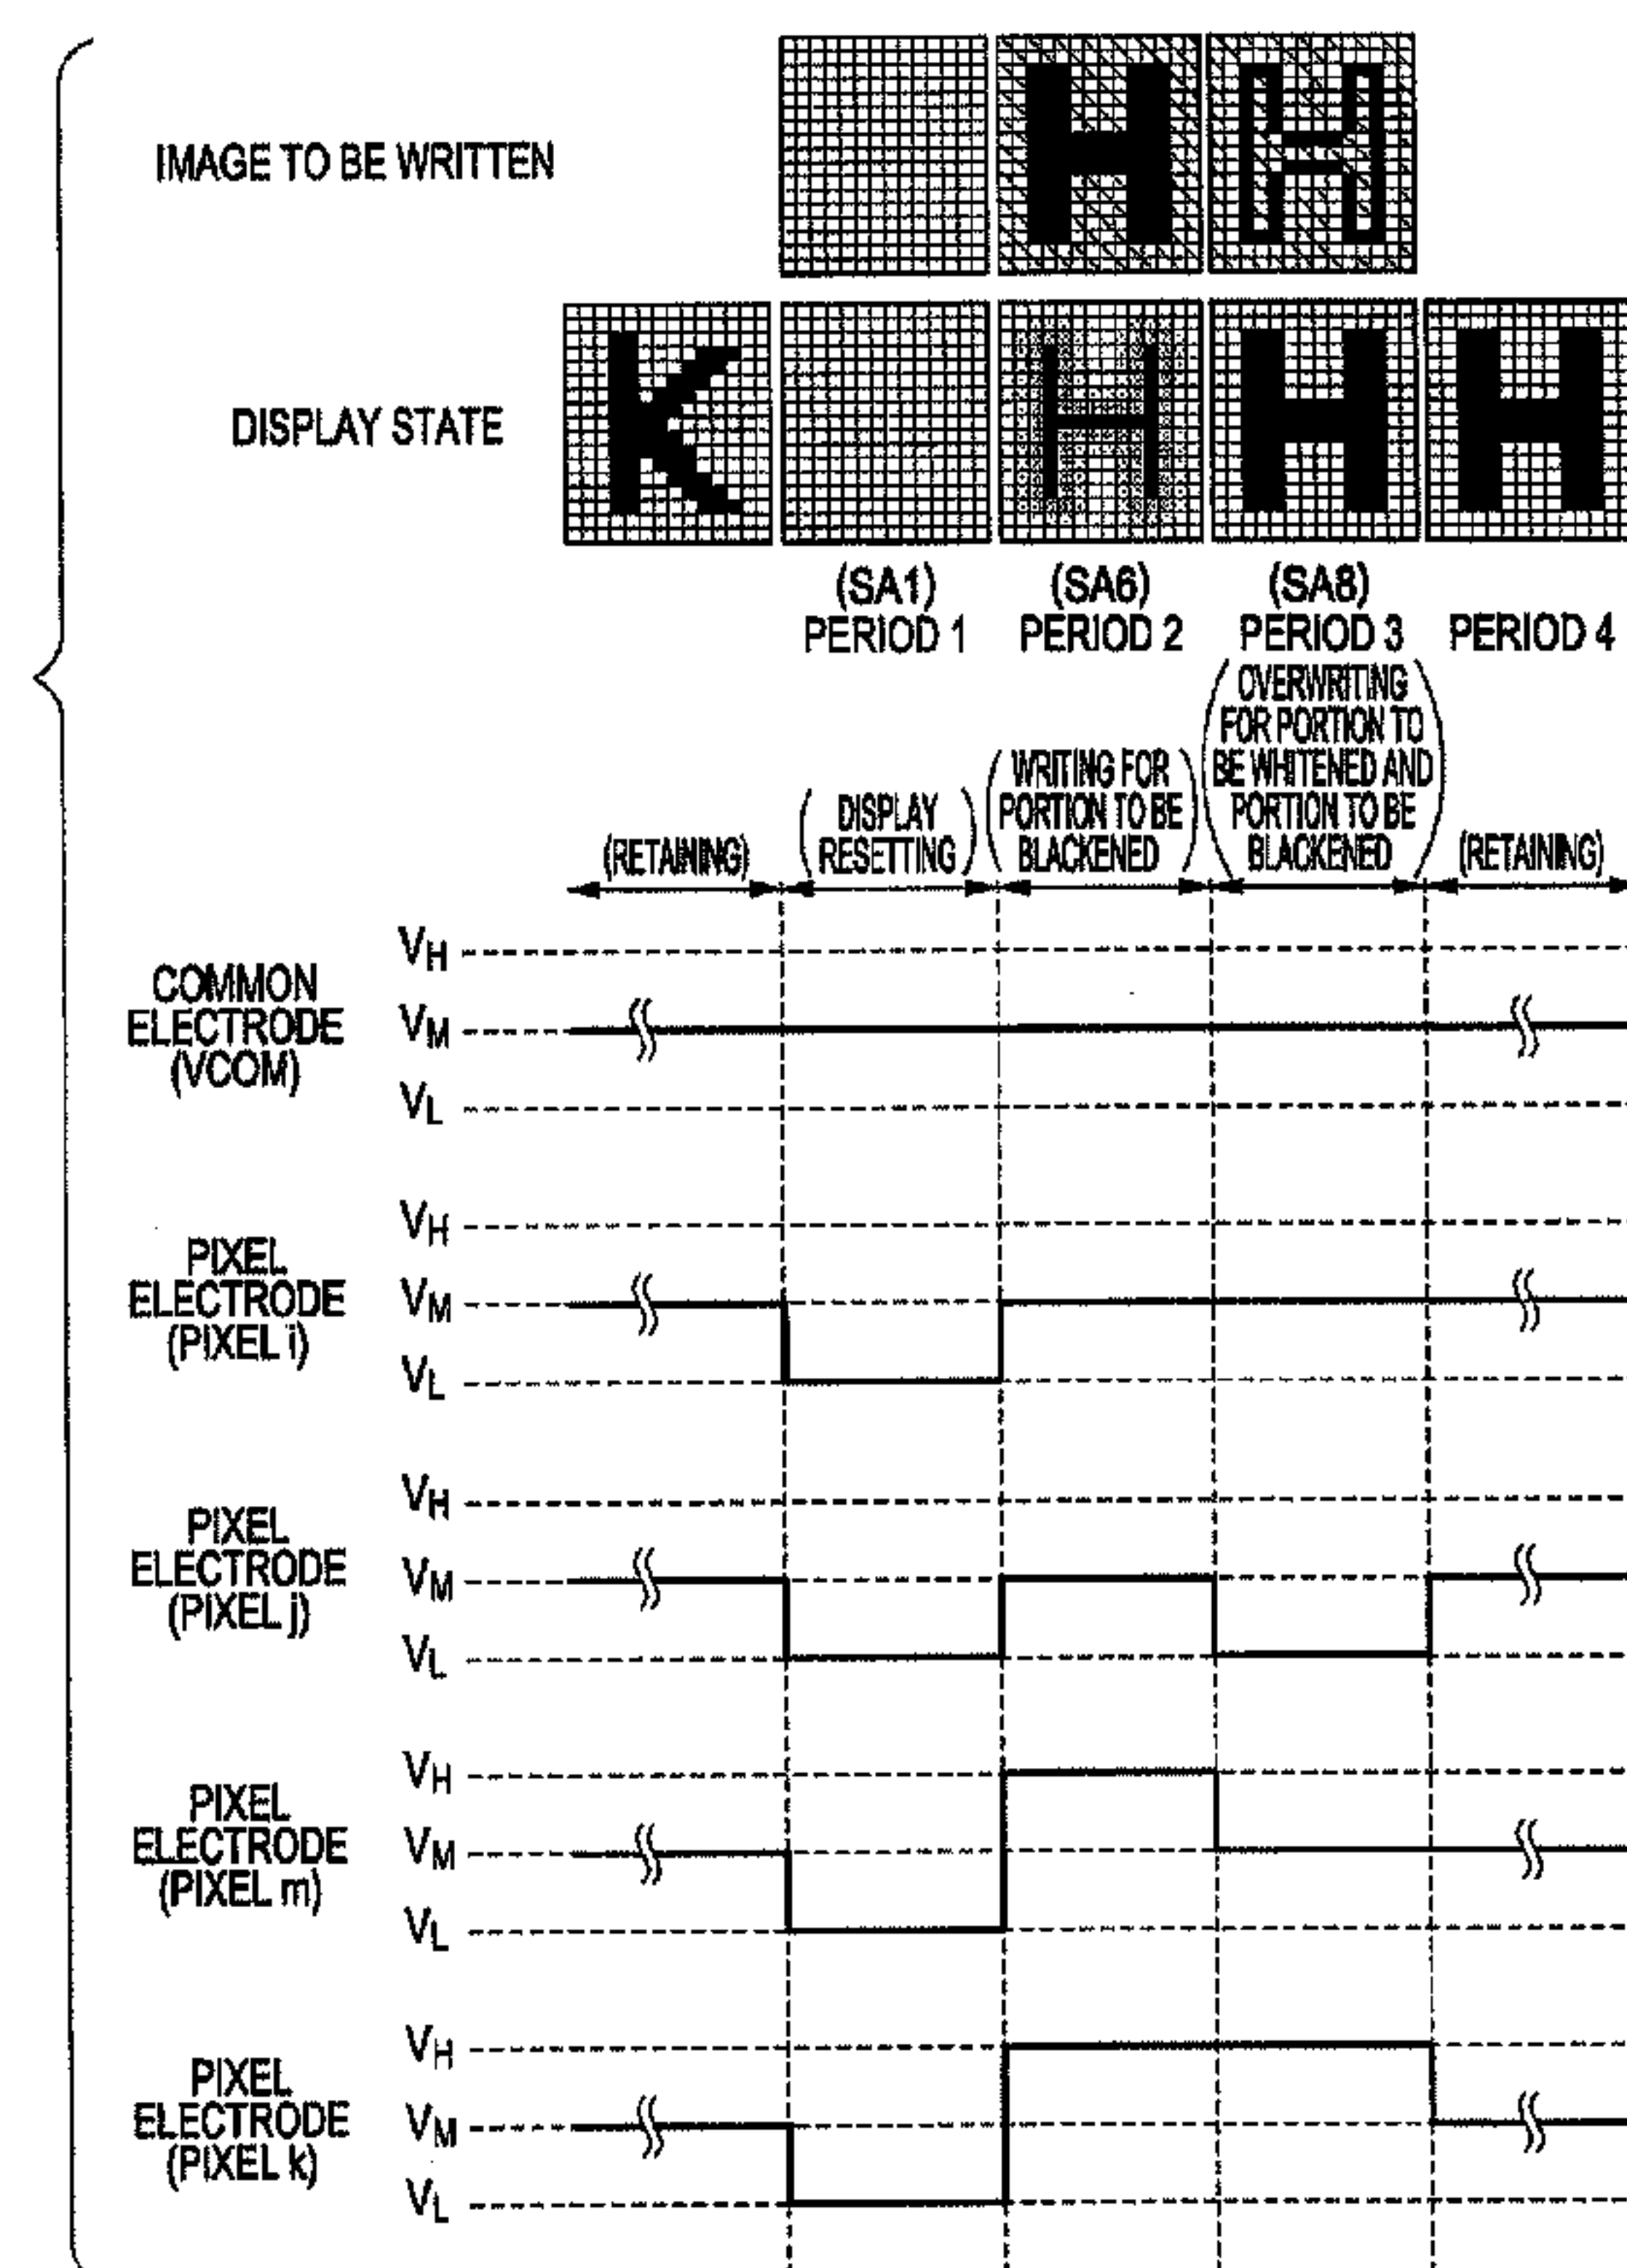 IMAGE TO BE WRITTEN
H
H
DISPLAY STATE
K
H
H
H
(SA1)
PERIOD 1
(SA6)
PERIOD 2
(SA8)
PERIOD 3
PERIOD 4
(RETAINING)
(DISPLAY
RESETTING)
(WRITING FOR
PORTION TO BE
BLACKENED)
(OVERWRITING
FOR PORTION TO
BE WHITENED AND
PORTION TO BE
BLACKENED)
(RETAINING)
COMMON
ELECTRODE
(VCOM)
VH
VM
VL
PIXEL
ELECTRODE
(PIXEL i)
VH
VM
VL
PIXEL
ELECTRODE
(PIXEL j)
VH
VM
VL
PIXEL
ELECTRODE
(PIXEL m)
VH
VM
VL
PIXEL
ELECTRODE
(PIXEL k)
VH
VM
VL